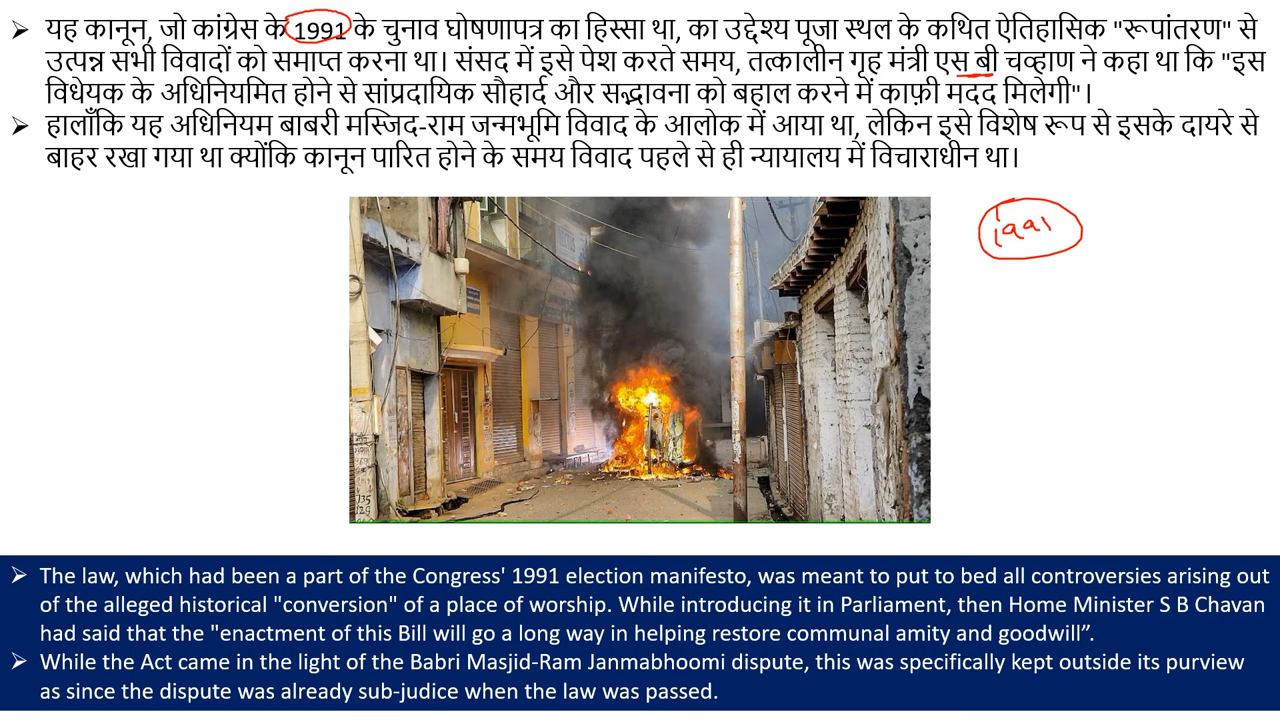 ➤ यह कानून, जो कांग्रेस के 1991 के चुनाव घोषणापत्र का हिस्सा था, का उद्देश्य पूजा स्थल के कथित ऐतिहासिक "रूपांतरण" से
उत्पन्न सभी विवादों को समाप्त करना था। संसद में इसे पेश करते समय, तत्कालीन गृह मंत्री एस बी चव्हाण ने कहा था कि "इस
विधेयक के अधिनियमित होने से सांप्रदायिक सौहार्द और सद्भावना को बहाल करने में काफ़ी मदद मिलेगी"।
➤ हालाँकि यह अधिनियम बाबरी मस्जिद-राम जन्मभूमि विवाद के आलोक में आया था, लेकिन इसे विशेष रूप से इसके दायरे से
बाहर रखा गया था क्योंकि कानून पारित होने के समय विवाद पहले से ही न्यायालय में विचाराधीन था।
1991
➤ The law, which had been a part of the Congress' 1991 election manifesto, was meant to put to bed all controversies arising out
of the alleged historical "conversion" of a place of worship. While introducing it in Parliament, then Home Minister S B Chavan
had said that the "enactment of this Bill will go a long way in helping restore communal amity and goodwill”.
➤ While the Act came in the light of the Babri Masjid-Ram Janmabhoomi dispute, this was specifically kept outside its purview
as since the dispute was already sub-judice when the law was passed.